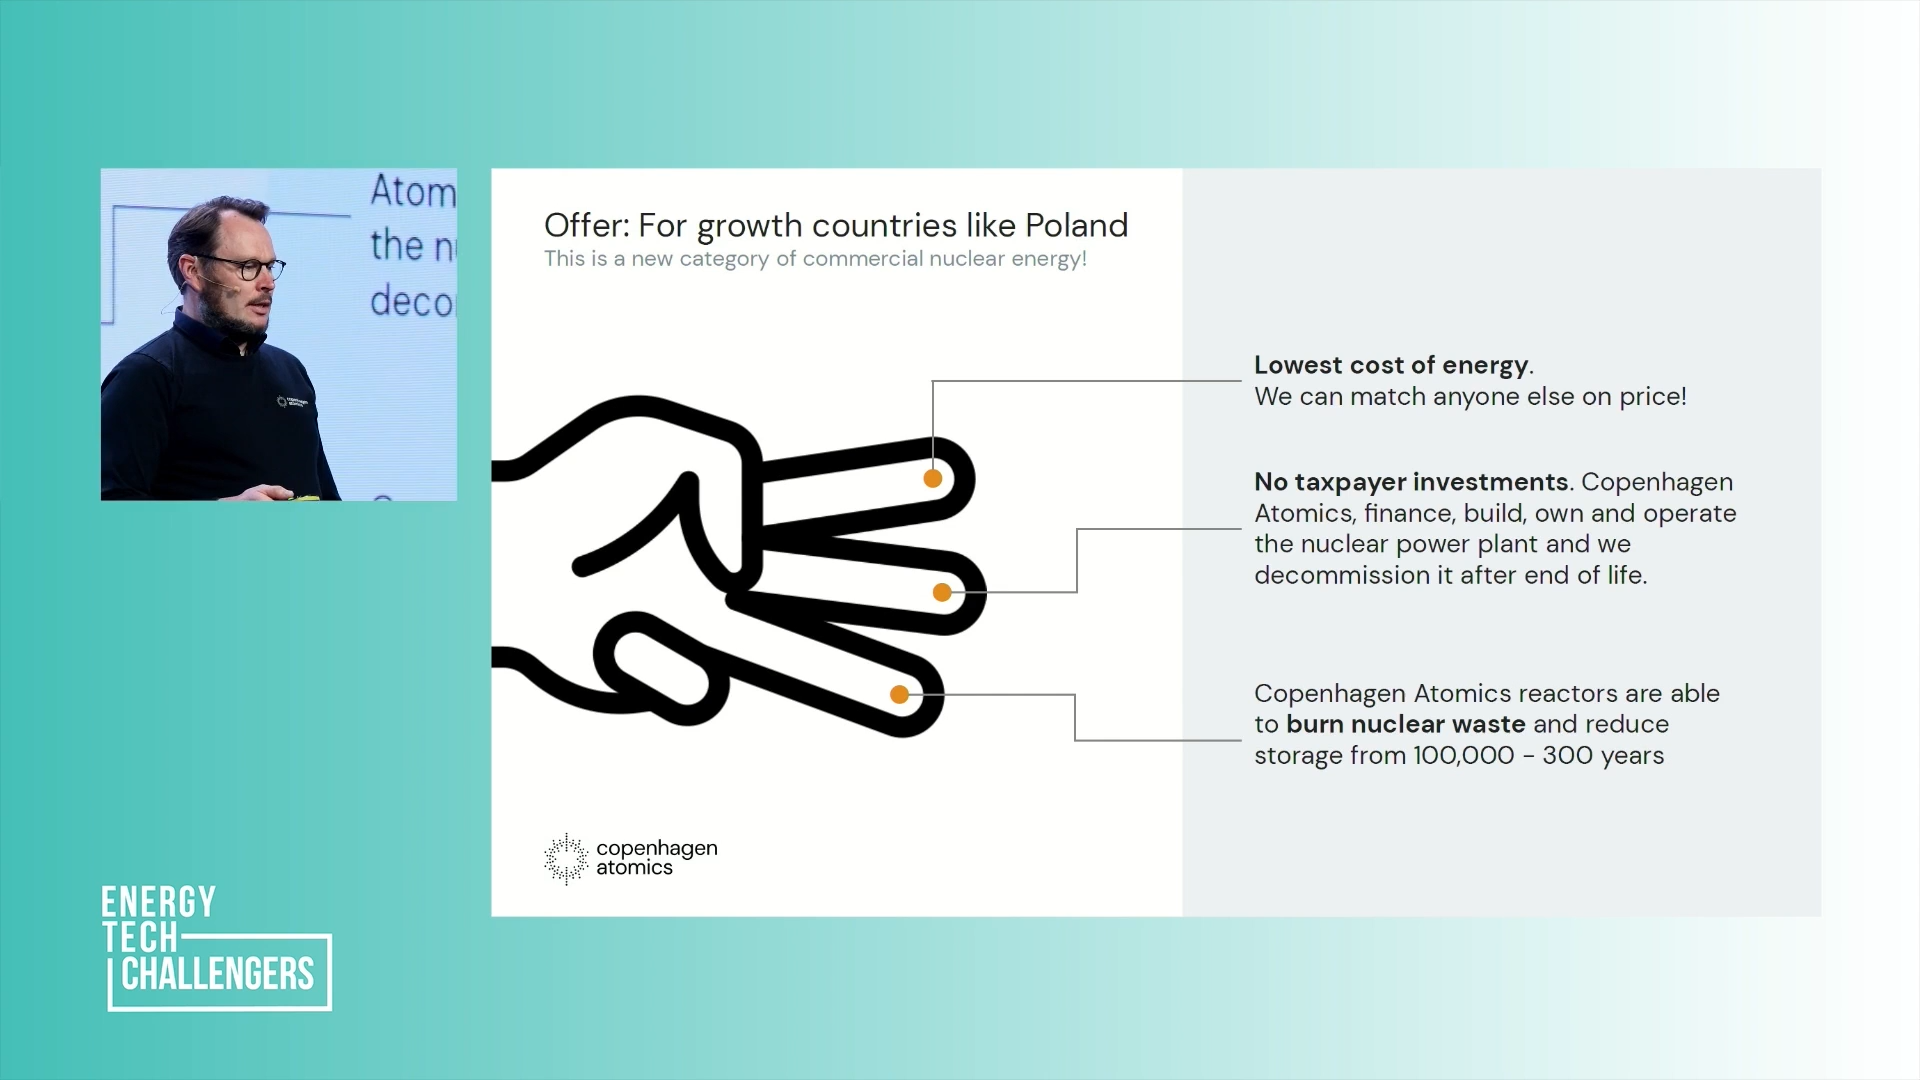 Atom
the n
deco
Offer: For growth countries like Poland
This is a new category of commercial nuclear energy!
Lowest cost of energy.
We can match anyone else on price!
No taxpayer investments. Copenhagen
Atomics, finance, build, own and operate
the nuclear power plant and we
decommission it after end of life.
Copenhagen Atomics reactors are able
to burn nuclear waste and reduce
storage from 100,000 - 300 years
copenhagen
atomics
ENERGY
TECH
CHALLENGERS